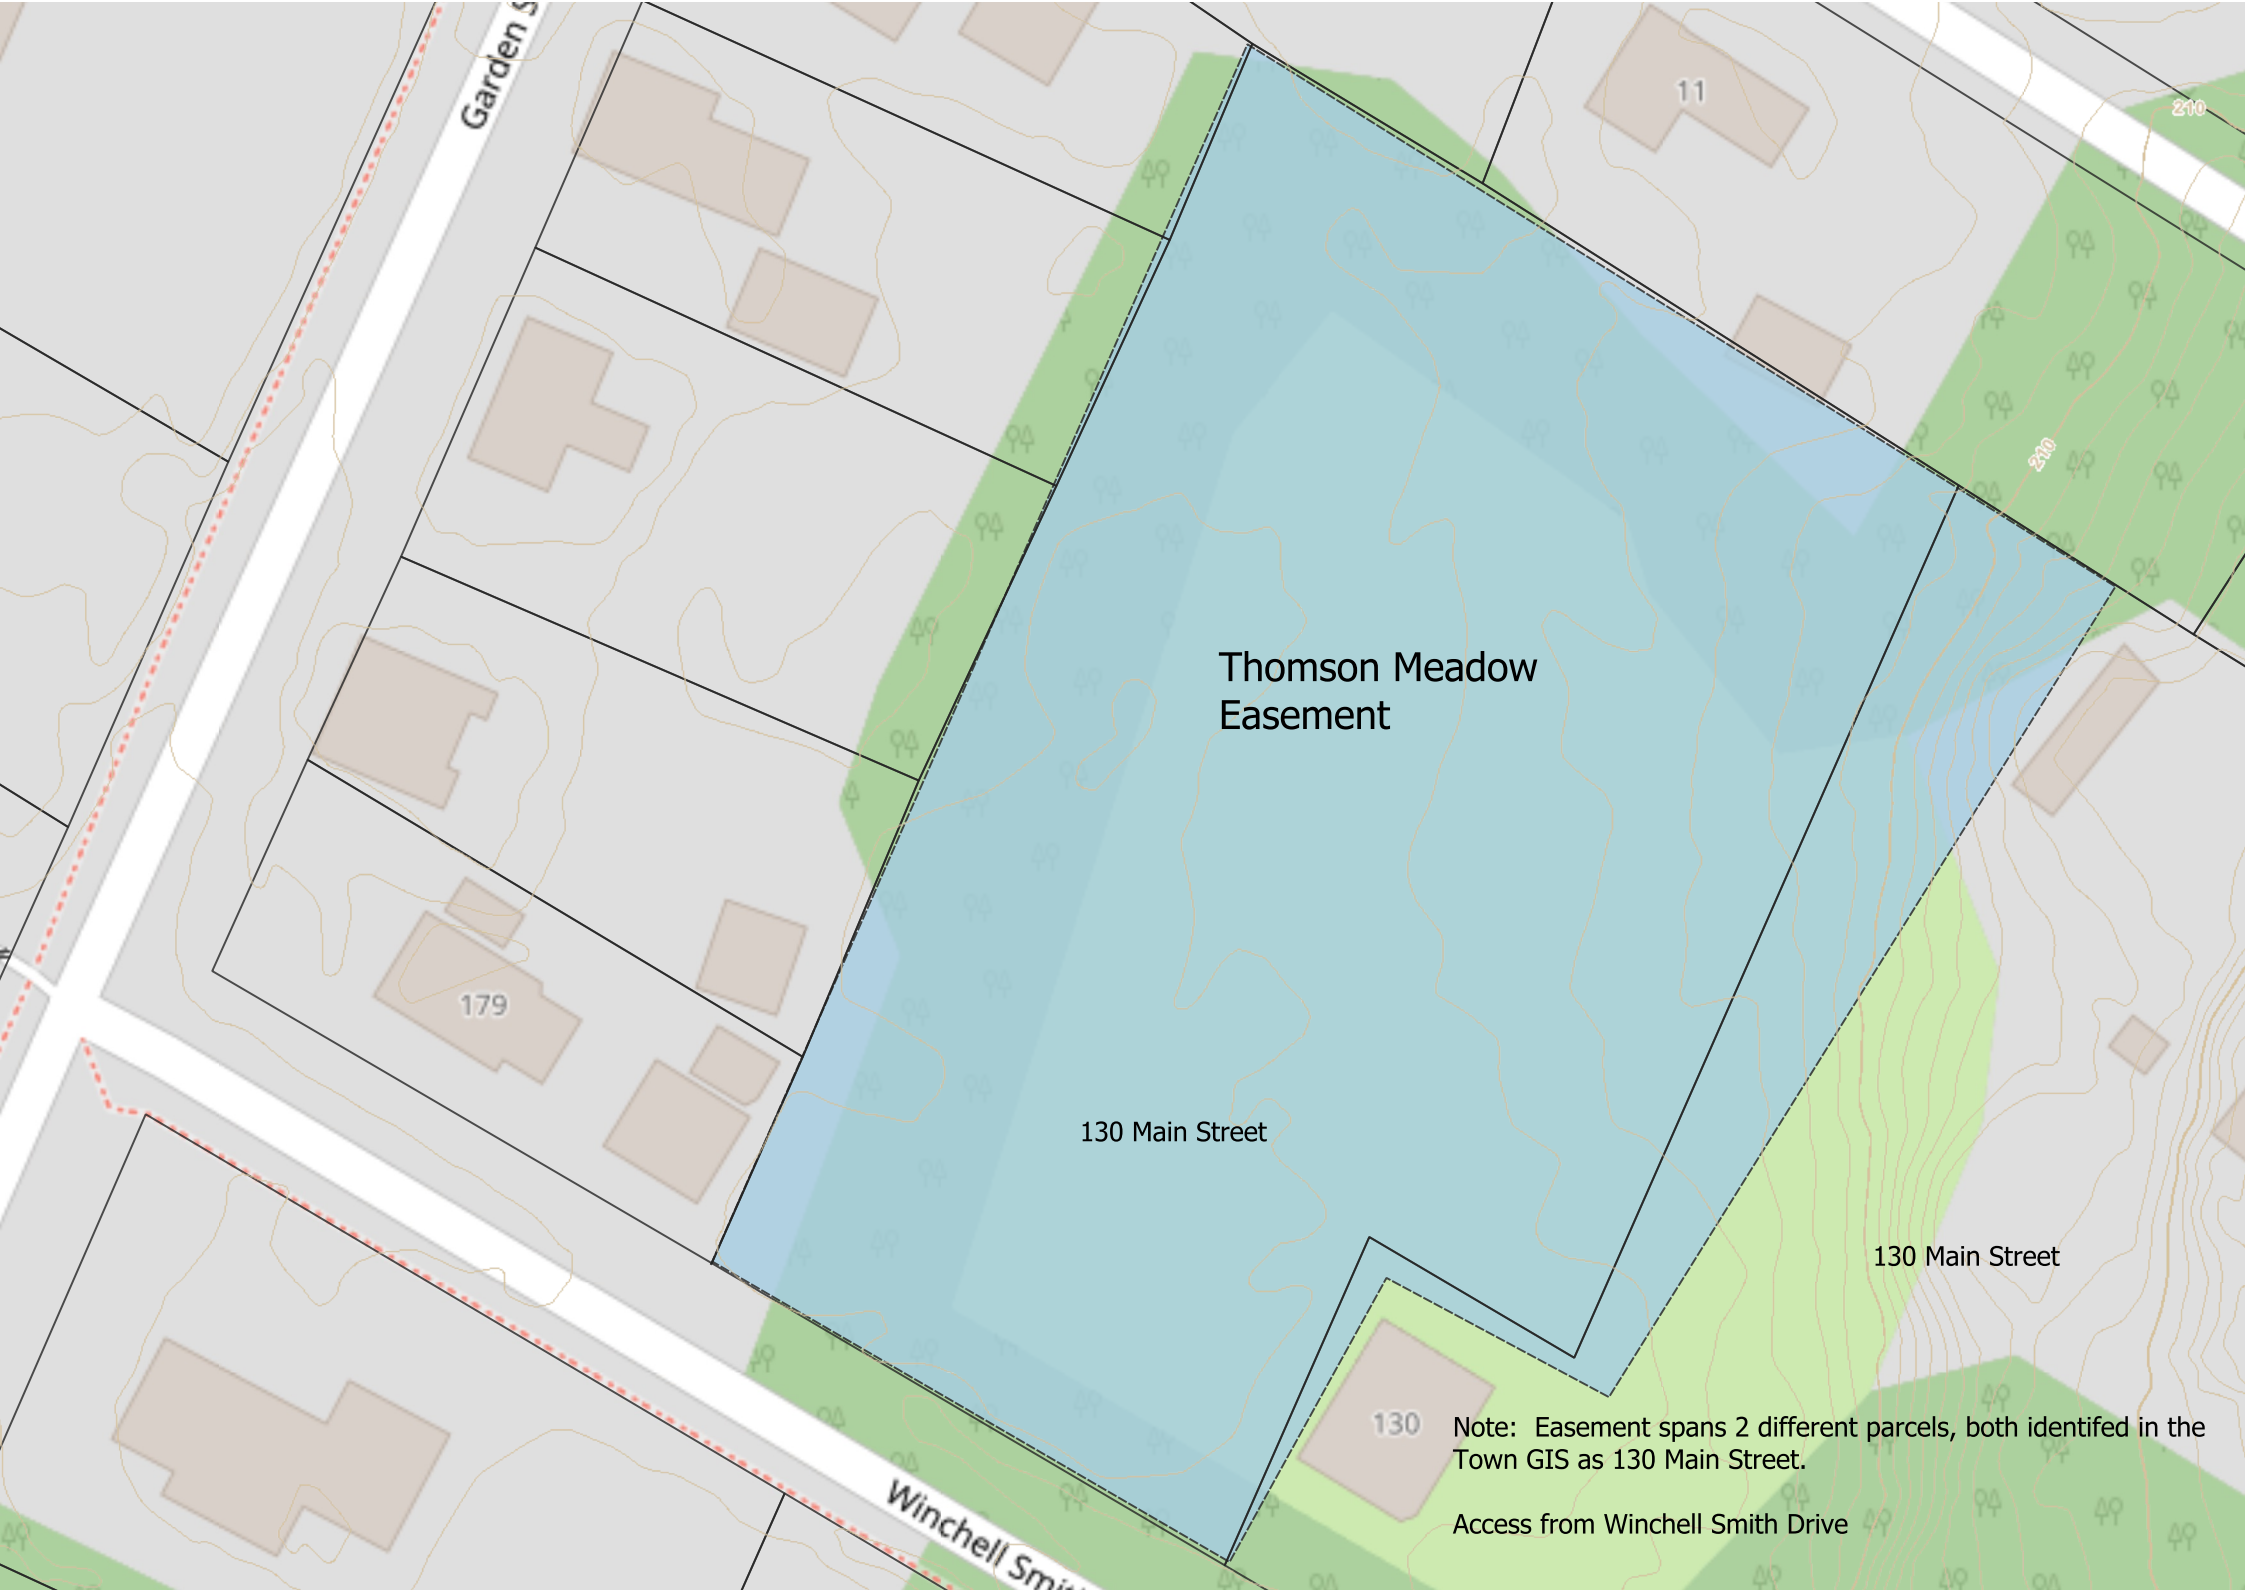 Garden S
11
210
210
Thomson Meadow
Easement
179
130 Main Street
130 Main Street
130
Note:  Easement spans 2 different parcels, both identifed in the
Town GIS as 130 Main Street.
Access from Winchell Smith Drive
Winchell Smit